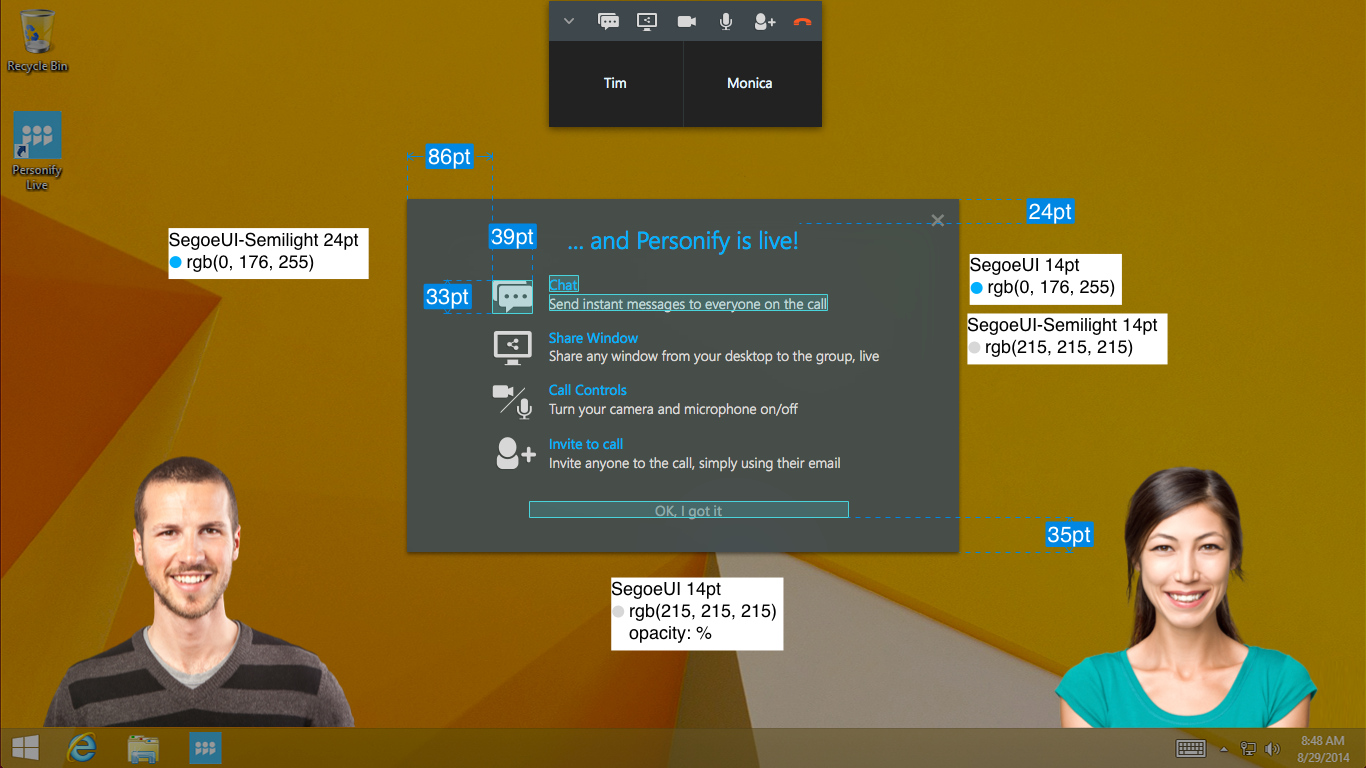 Recycle Bin
Personify
Live
Tim
Monica
86pt
24pt
39pt
33pt
SegoeUI-Semilight 24pt
rgb(0, 176, 255)
... and Personify is live!
Chat
Send instant messages to everyone on the call
Share Window
Share any window from your desktop to the group, live
Call Controls
Turn your camera and microphone on/off
Invite to call
Invite anyone to the call, simply using their email
OK, I got it
SegoeUI 14pt
rgb(0, 176, 255)
SegoeUI-Semilight 14pt
rgb(215, 215, 215)
35pt
SegoeUI 14pt
rgb(215, 215, 215)
opacity: %
8:48 AM
8/29/2014